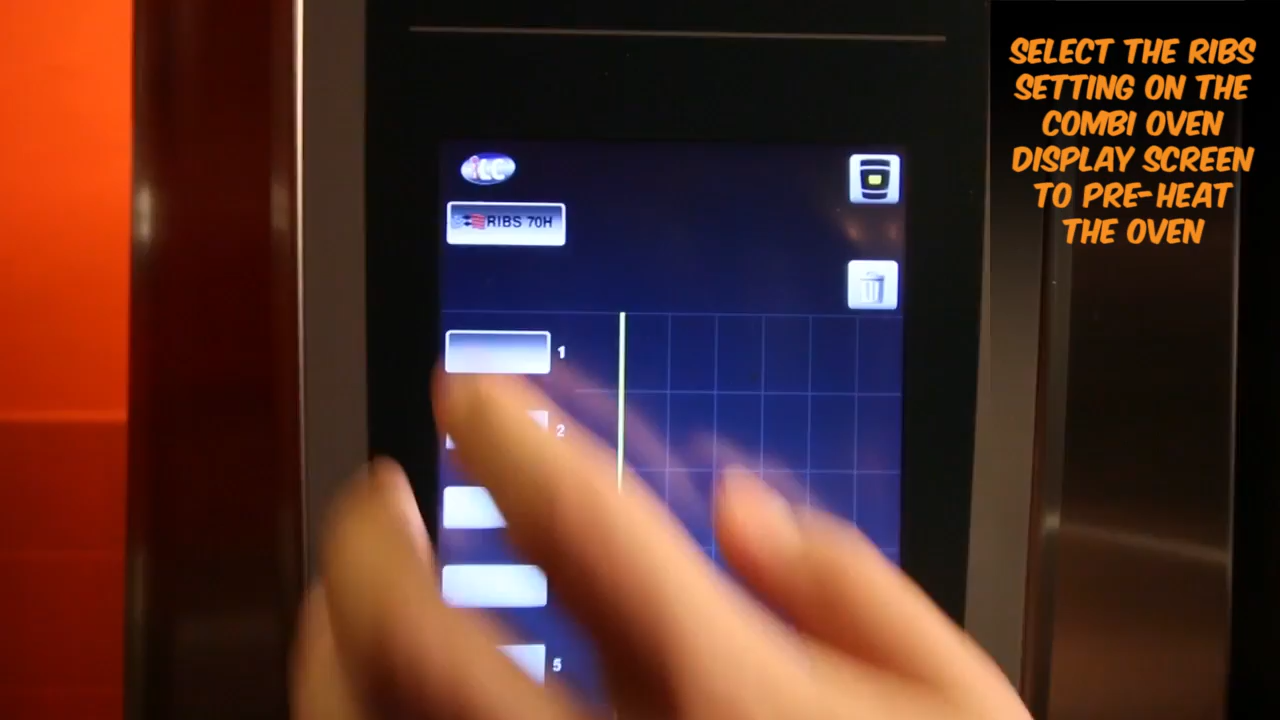 SELECT THE RIBS
SETTING ON THE
COMBI OVEN
DISPLAY SCREEN
TO PRE-HEAT
THE OVEN
iLC
RIBS 70H
1
2
5